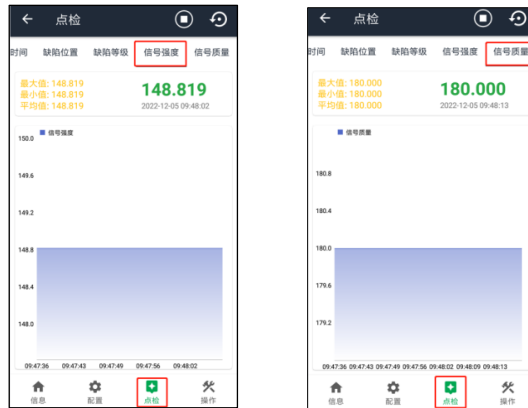 点检
时间 缺陷位置 缺陷等级 信号强度 信号质量
最大值: 148.819
最小值: 148.819
平均值: 148.819
148.819
2022-12-05 09:48:02
信号强度
150.0
149.6
149.2
148.8
148.4
148.0
09:47:36 09:47:43 09:47:49 09:47:56 09:48:02
信息 配置 点检 操作
点检
时间 缺陷位置 缺陷等级 信号强度 信号质量
最大值: 180.000
最小值: 180.000
平均值: 180.000
180.000
2022-12-05 09:48:13
信号质量
180.8
180.4
180.0
179.6
179.2
09:47:36 09:47:43 09:47:49 09:47:56 09:48:02 09:48:09 09:48:13
信息 配置 点检 操作